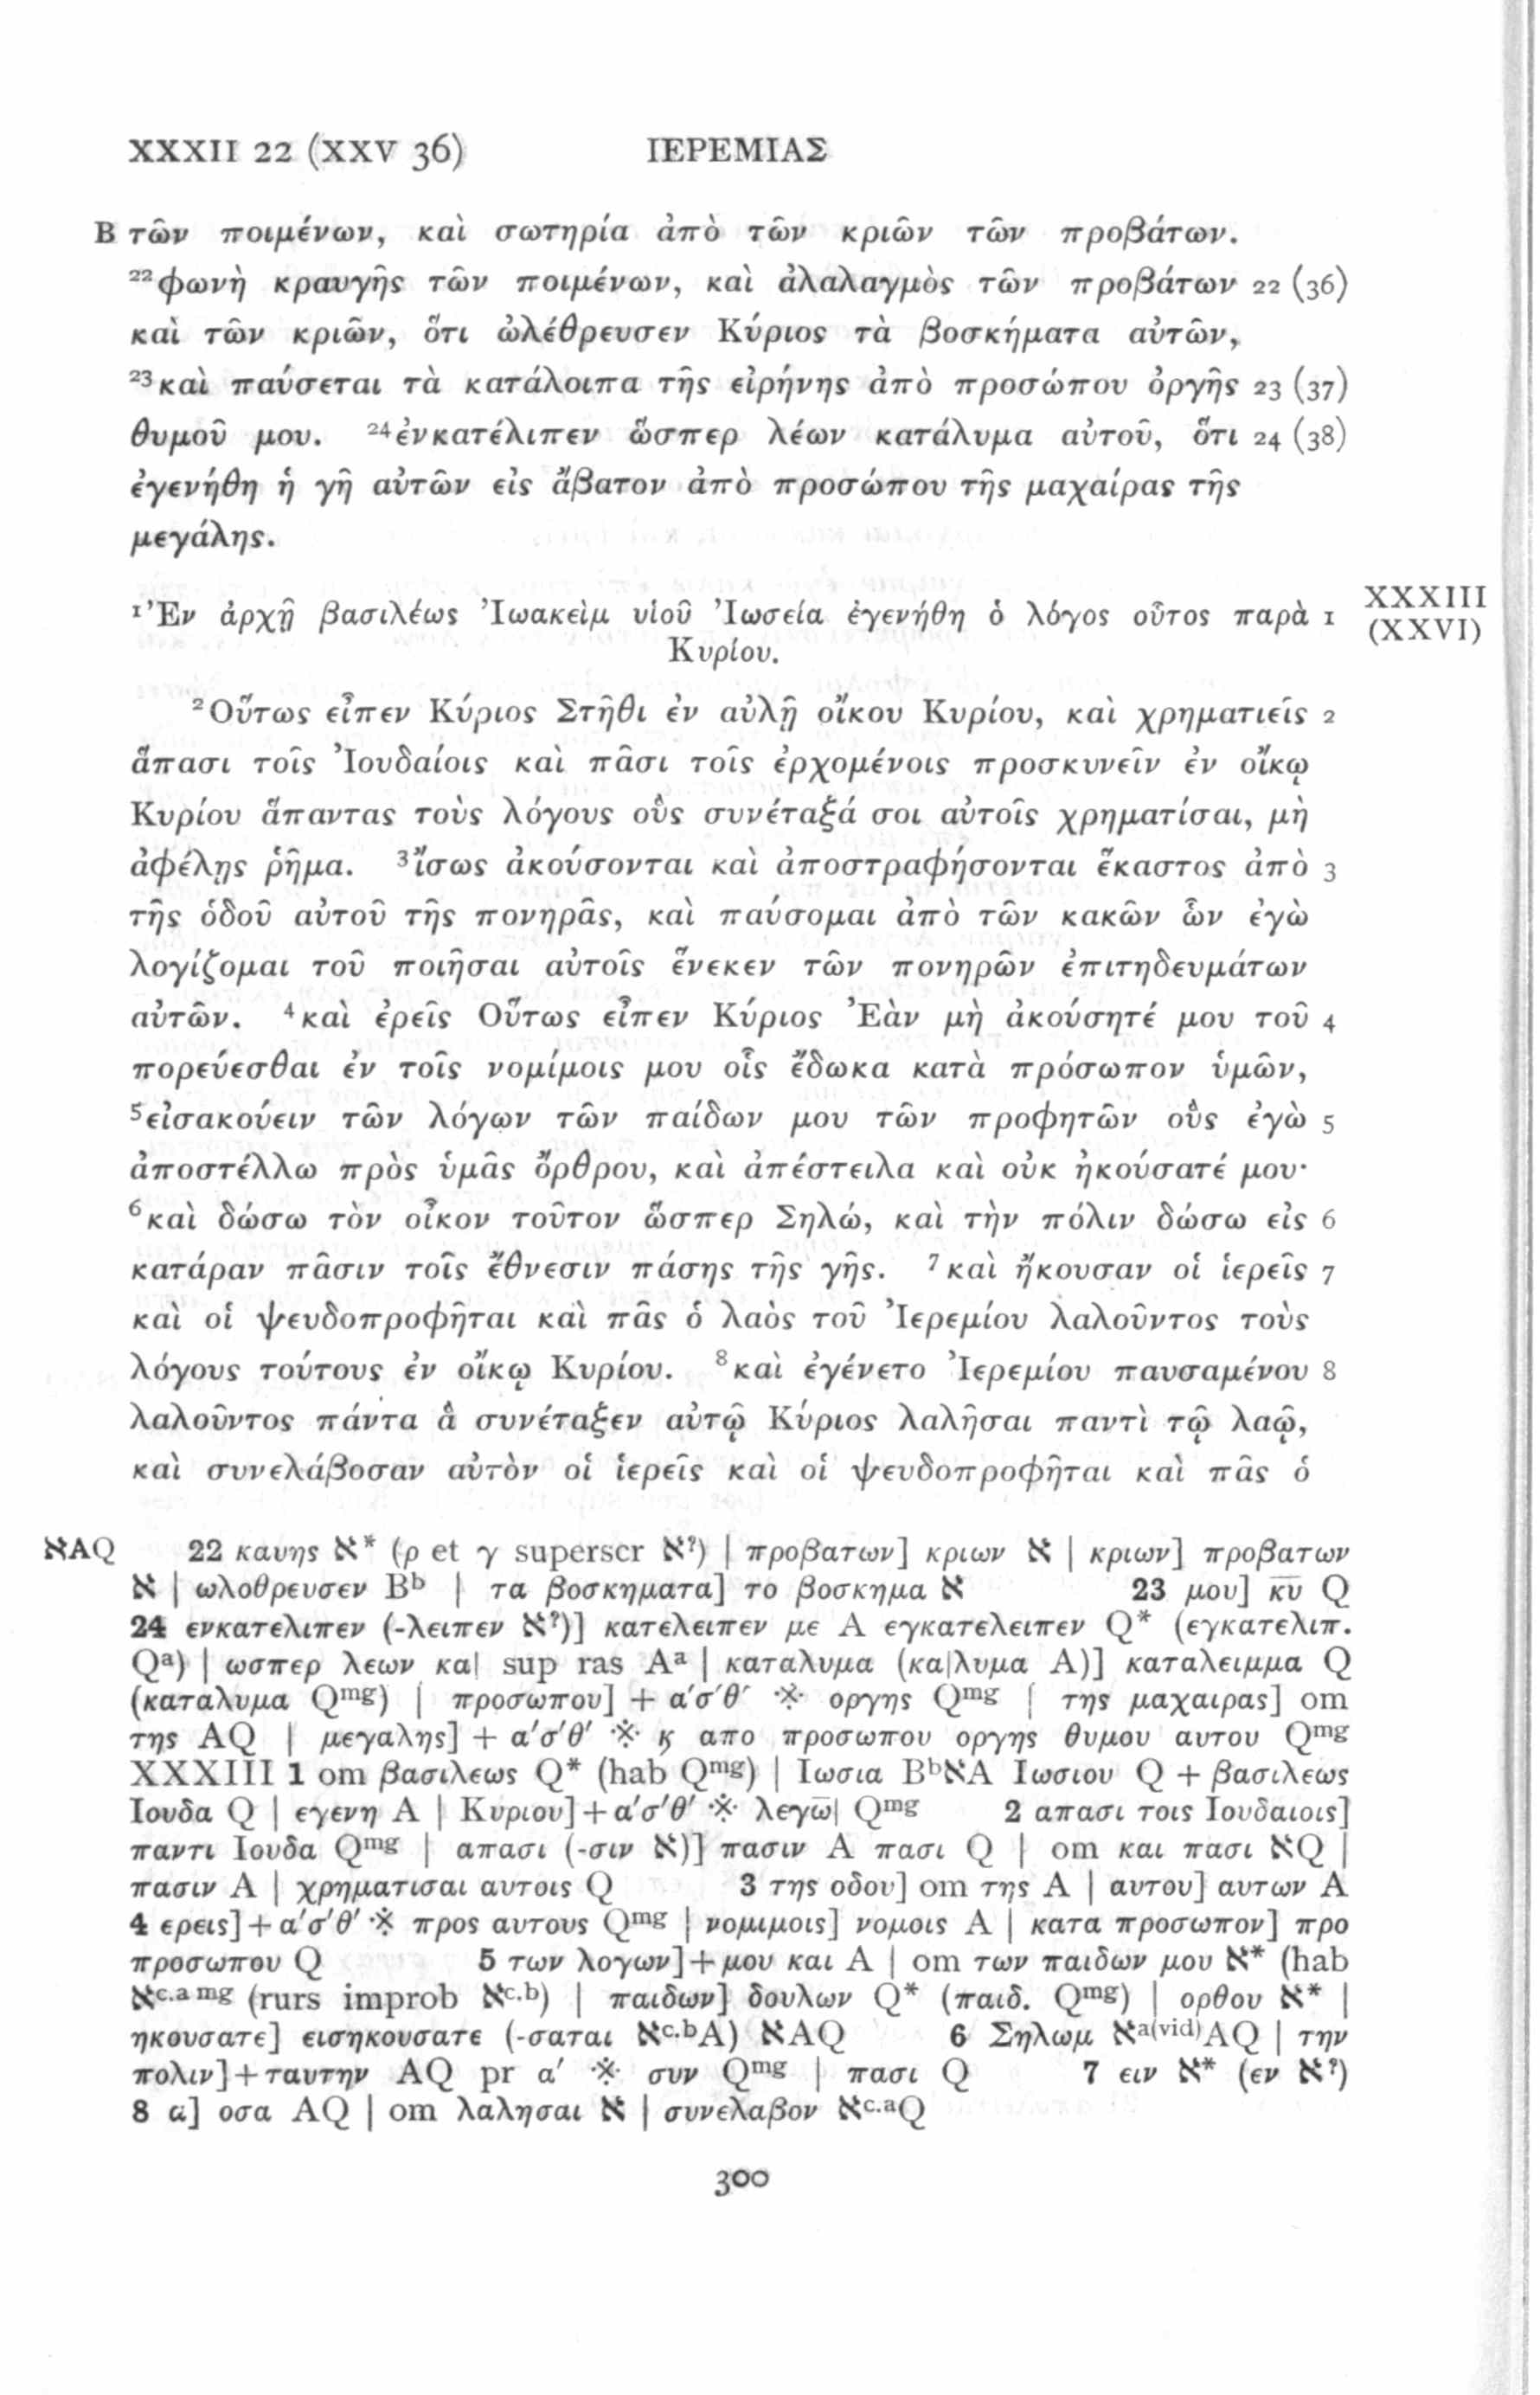 XXXII 22 (XXV 36) ΙΕΡΕΜΙΑΣ
B τῶν ποιμένων, καὶ σωτηρία ἀπὸ τῶν κριῶν τῶν προβάτων.
²²φωνὴ κραυγῆς τῶν ποιμένων, καὶ ἀλαλαγμὸς τῶν προβάτων 22 (36)
καὶ τῶν κριῶν, ὅτι ὠλέθρευσεν Κύριος τὰ βοσκήματα αὐτῶν,
²³καὶ παύσεται τὰ κατάλοιπα τῆς εἰρήνης ἀπὸ προσώπου ὀργῆς 23 (37)
θυμοῦ μου. ²⁴ἐνκατέλιπεν ὥσπερ λέων κατάλυμα αὐτοῦ, ὅτι 24 (38)
ἐγενήθη ἡ γῆ αὐτῶν εἰς ἄβατον ἀπὸ προσώπου τῆς μαχαίρας τῆς
μεγάλης.
¹Ἐν ἀρχῇ βασιλέως Ἰωακεὶμ υἱοῦ Ἰωσεία ἐγενήθη ὁ λόγος οὗτος παρὰ 1 XXXIII
(XXVI)
Κυρίου.
²Οὕτως εἶπεν Κύριος Στῆθι ἐν αὐλῇ οἴκου Κυρίου, καὶ χρηματιεῖς 2
ἅπασι τοῖς Ἰουδαίοις καὶ πᾶσι τοῖς ἐρχομένοις προσκυνεῖν ἐν οἴκῳ
Κυρίου ἅπαντας τοὺς λόγους οὓς συνέταξά σοι αὐτοῖς χρηματίσαι, μὴ
ἀφέλῃς ῥῆμα. ³ἴσως ἀκούσονται καὶ ἀποστραφήσονται ἕκαστος ἀπὸ 3
τῆς ὁδοῦ αὐτοῦ τῆς πονηρᾶς, καὶ παύσομαι ἀπὸ τῶν κακῶν ὧν ἐγὼ
λογίζομαι τοῦ ποιῆσαι αὐτοῖς ἕνεκεν τῶν πονηρῶν ἐπιτηδευμάτων
αὐτῶν. ⁴καὶ ἐρεῖς Οὕτως εἶπεν Κύριος Ἐὰν μὴ ἀκούσητέ μου τοῦ 4
πορεύεσθαι ἐν τοῖς νομίμοις μου οἷς ἔδωκα κατὰ πρόσωπον ὑμῶν,
⁵εἰσακούειν τῶν λόγων τῶν παίδων μου τῶν προφητῶν οὓς ἐγὼ 5
ἀποστέλλω πρὸς ὑμᾶς ὄρθρου, καὶ ἀπέστειλα καὶ οὐκ ἠκούσατέ μου·
⁶καὶ δώσω τὸν οἶκον τοῦτον ὥσπερ Σηλώ, καὶ τὴν πόλιν δώσω εἰς 6
κατάραν πᾶσιν τοῖς ἔθνεσιν πάσης τῆς γῆς. ⁷καὶ ἤκουσαν οἱ ἱερεῖς 7
καὶ οἱ ψευδοπροφῆται καὶ πᾶς ὁ λαὸς τοῦ Ἰερεμίου λαλοῦντος τοὺς
λόγους τούτους ἐν οἴκῳ Κυρίου. ⁸καὶ ἐγένετο Ἰερεμίου παυσαμένου 8
λαλοῦντος πάντα ἃ συνέταξεν αὐτῷ Κύριος λαλῆσαι παντὶ τῷ λαῷ,
καὶ συνελάβοσαν αὐτὸν οἱ ἱερεῖς καὶ οἱ ψευδοπροφῆται καὶ πᾶς ὁ
אAQ 22 καυης א* (ρ et γ superscr א?) | προβατων] κριων א | κριων] προβατων
א | ωλοθρευσεν Bᵇ | τα βοσκηματα] το βοσκημα א 23 μου] κ̅υ̅ Q
24 ενκατελιπεν (-λειπεν א?)] κατελειπεν με A εγκατελειπεν Q* (εγκατελιπ.
Qᵃ) | ωσπερ λεων κα| sup ras Aᵃ | καταλυμα (κα|λυμα A)] καταλειμμα Q
(καταλυμα Qᵐᵍ) | προσωπου] + α′σ′θ′ ※ οργης Qᵐᵍ | της μαχαιρας] om
της AQ | μεγαλης] + α′σ′θ′ ※ ϗ απο προσωπου οργης θυμου αυτου Qᵐᵍ
XXXIII 1 om βασιλεως Q* (hab Qᵐᵍ) | Ιωσια BᵇאA Ιωσιου Q + βασιλεως
Ιουδα Q | εγενη A | Κυριου] + α′σ′θ′ ※ λεγω̅| Qᵐᵍ 2 απασι τοις Ιουδαιοις]
παντι Ιουδα Qᵐᵍ | απασι (-σιν א)] πασιν A πασι Q | om και πασι אQ |
πασιν A | χρηματισαι αυτοις Q 3 της οδου] om της A | αυτου] αυτων A
4 ερεις] + α′σ′θ′ ※ προς αυτους Qᵐᵍ | νομιμοις] νομοις A | κατα προσωπον] προ
προσωπου Q 5 των λογων] + μου και A | om των παιδων μου א* (hab
אᶜ·ᵃ ᵐᵍ (rurs improb אᶜ·ᵇ) | παιδων] δουλων Q* (παιδ. Qᵐᵍ) | ορθου א* |
ηκουσατε] εισηκουσατε (-σαται אᶜ·ᵇA) אAQ 6 Σηλωμ אᵃ⁽ᵛⁱᵈ⁾AQ | την
πολιν] + ταυτην AQ pr α′ ※ συν Qᵐᵍ | πασι Q 7 ειν א* (εν א?)
8 α] οσα AQ | om λαλησαι א | συνελαβον אᶜ·ᵃQ
300